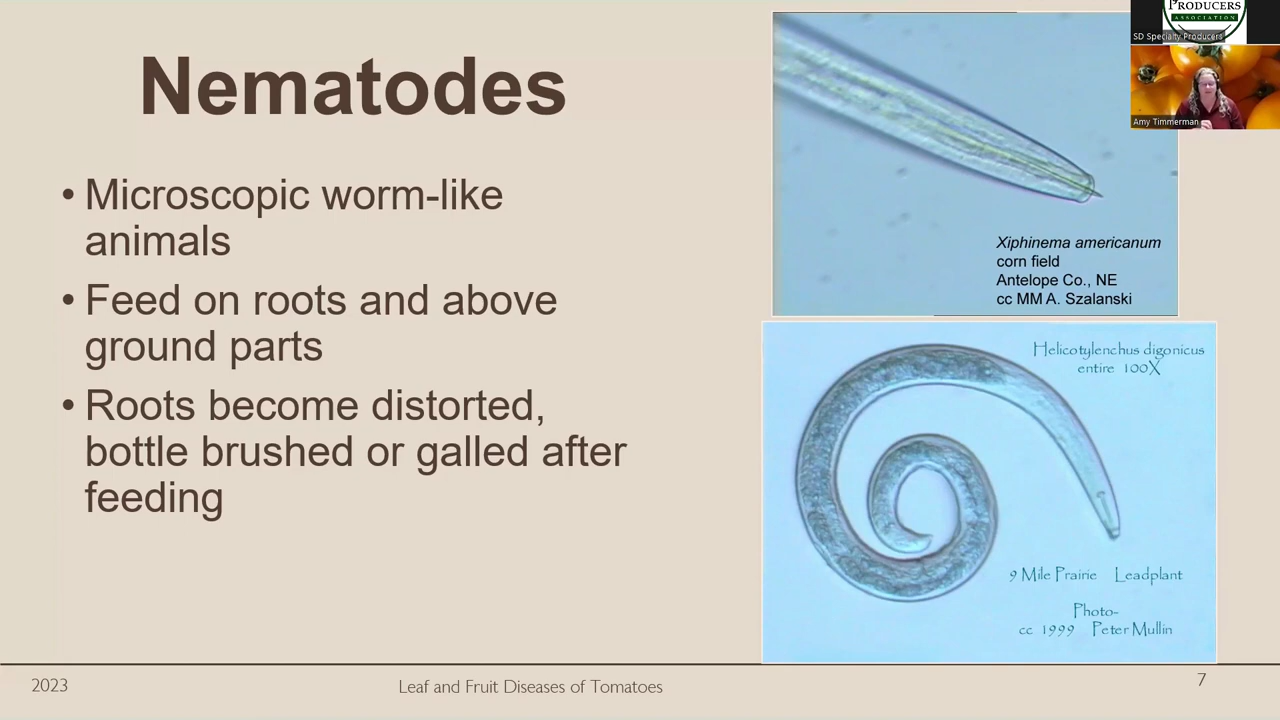 Nematodes
• Microscopic worm-like
animals
• Feed on roots and above
ground parts
• Roots become distorted,
bottle brushed or galled after
feeding
Xiphinema americanum
corn field
Antelope Co., NE
cc MM A. Szalanski
Helicotylenchus digonicus
entire 100X
9 Mile Prairie Leadplant
Photo-
cc 1999 Peter Mullin
PRODUCERS
ASSOCIATION
SD Specialty Producers
Amy Timmerman
2023
Leaf and Fruit Diseases of Tomatoes
7